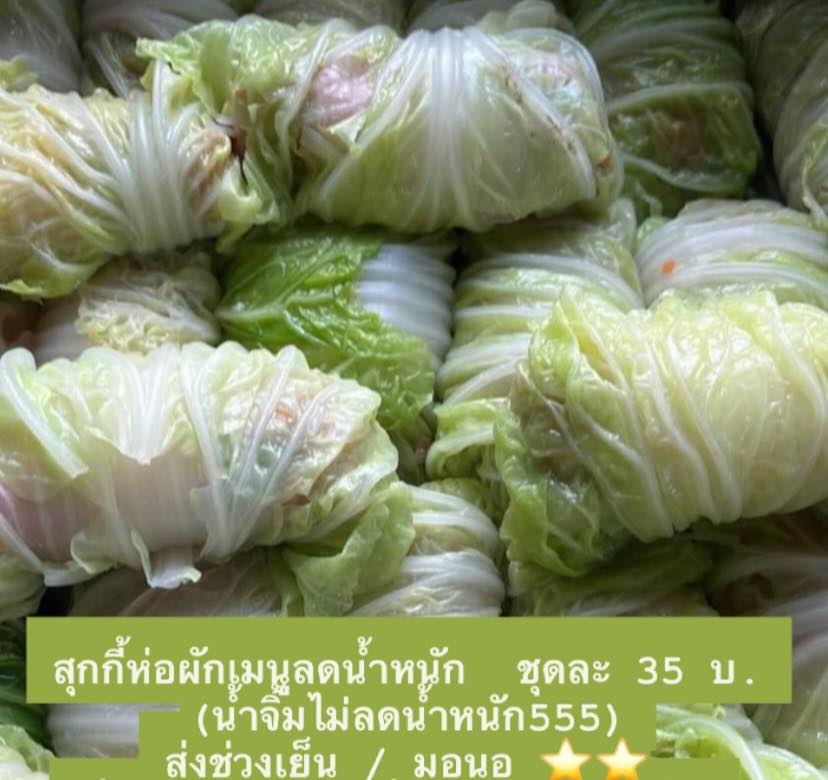 สุกกี้ห่อผักเมนูลดน้ำหนัก ชุดละ 35 บ.
(น้ำจิ้มไม่ลดน้ำหนัก555)
ส่งช่วงเย็น / มอนอ ⭐⭐